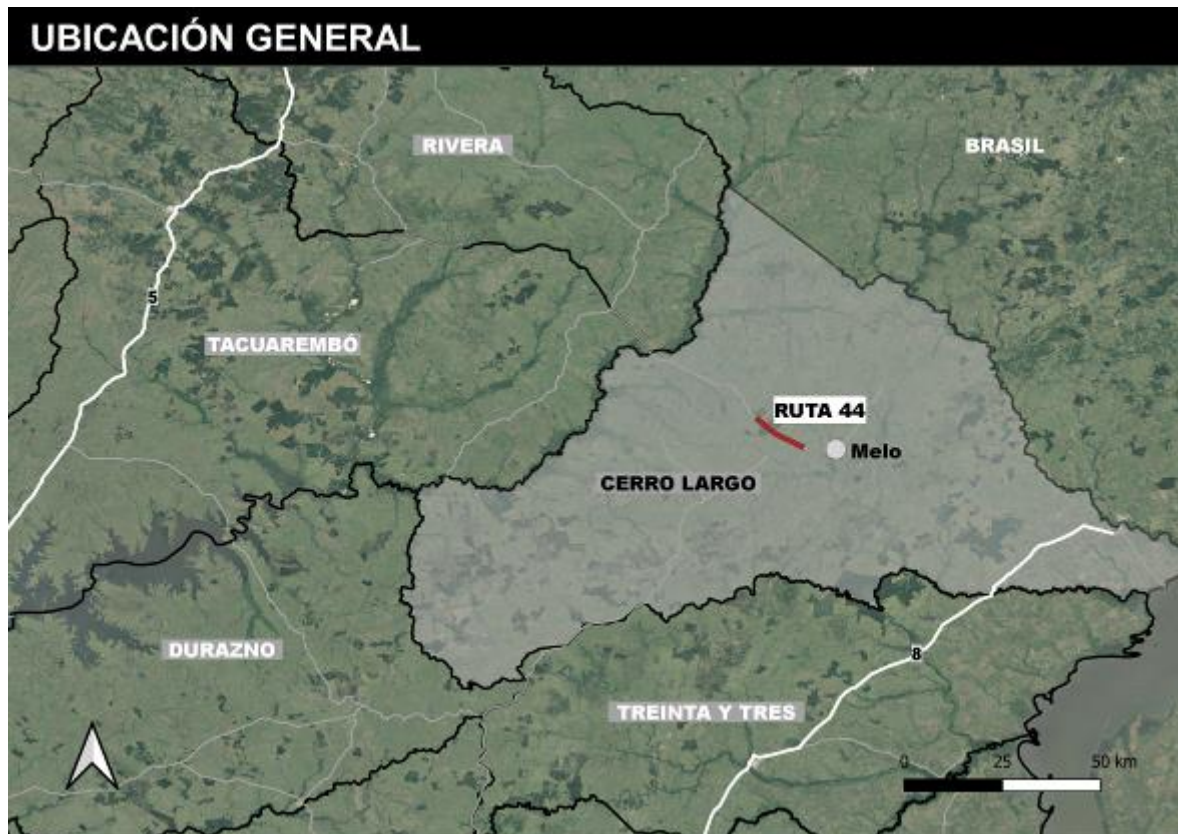 UBICACIÓN GENERAL
RIVERA
BRASIL
5
TACUAREMBÓ
RUTA 44
Melo
CERRO LARGO
DURAZNO
8
TREINTA Y TRES
0 25 50 km